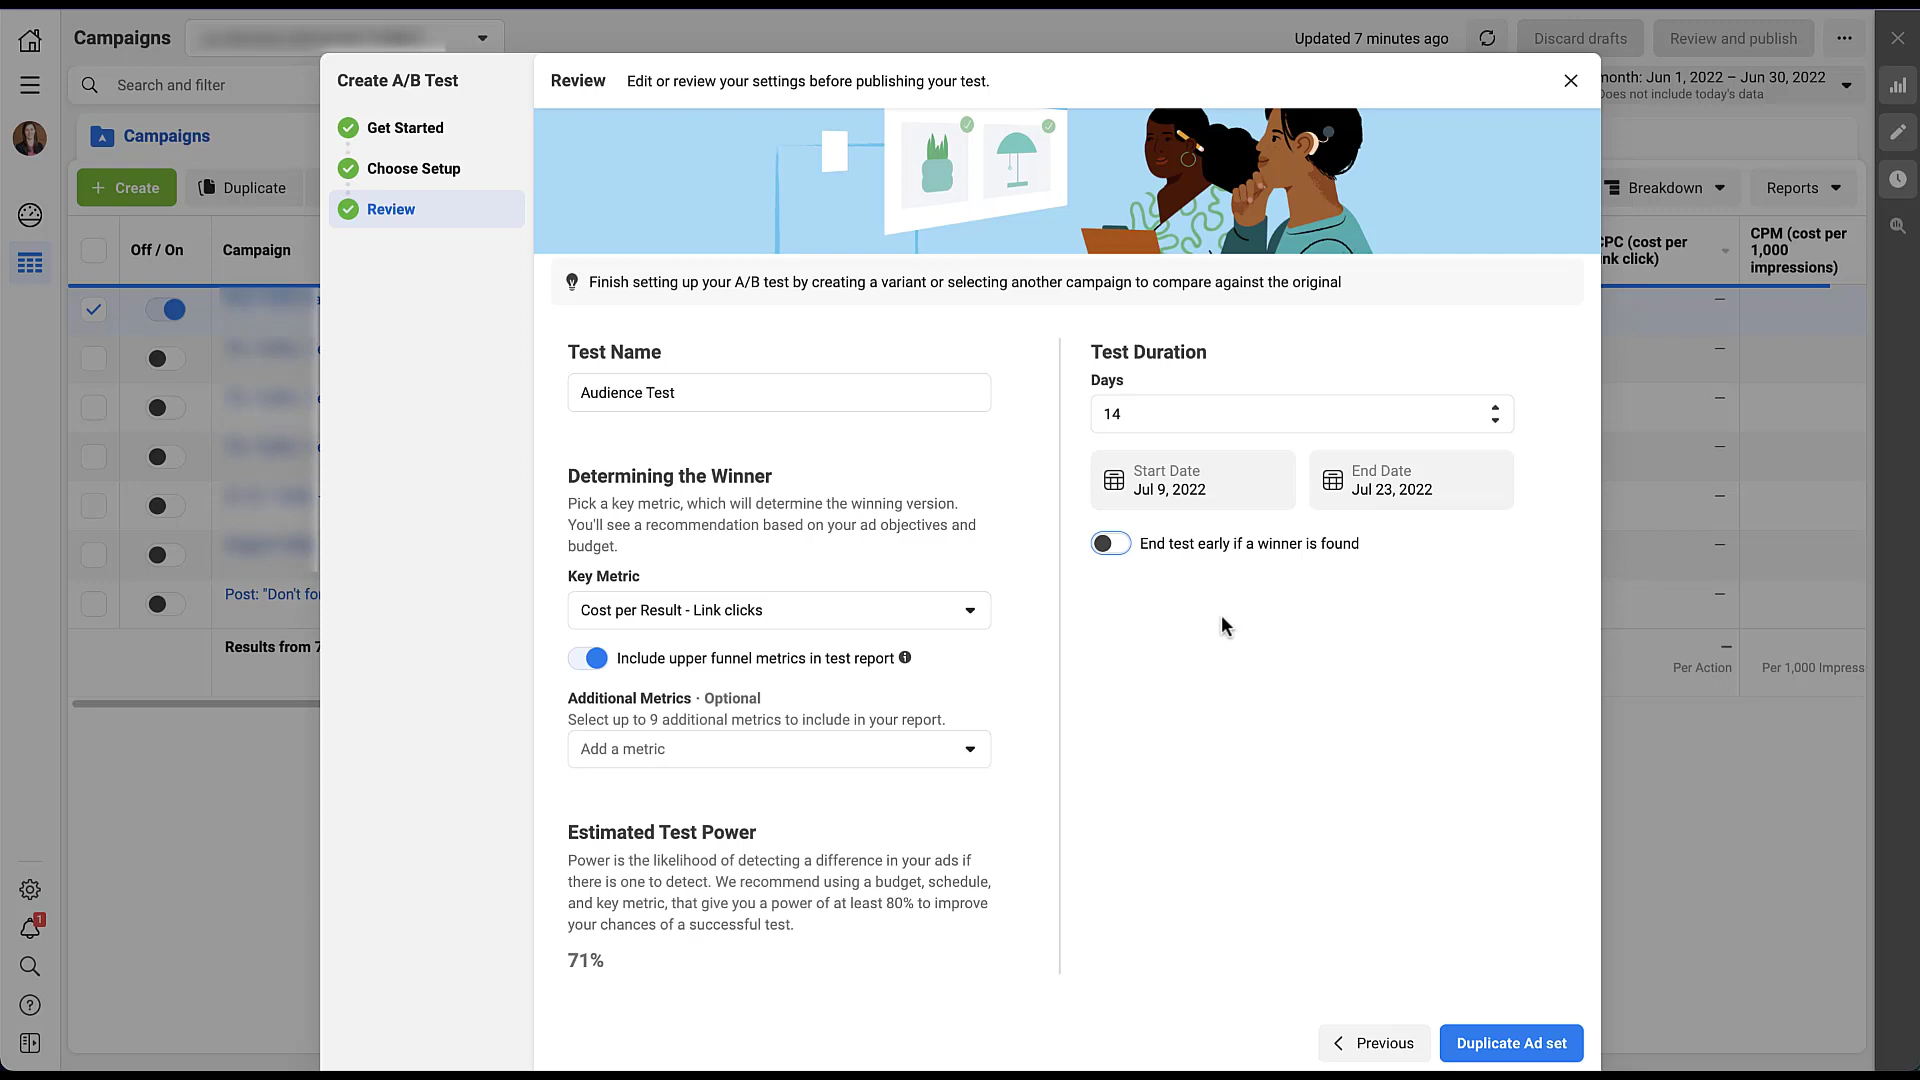 Campaigns
Updated 7 minutes ago
Discard drafts
Review and publish
Search and filter
month: Jun 1, 2022 – Jun 30, 2022
Does not include today's data
Campaigns
Create
Duplicate
Breakdown
Reports
Off / On
Campaign
CPC (cost per
link click)
CPM (cost per
1,000
impressions)
—
—
—
—
—
—
—
Post: "Don't fo
Results from 7
—
Per Action
Per 1,000 Impress
1
Create A/B Test
Get Started
Choose Setup
Review
Review
Edit or review your settings before publishing your test.
Finish setting up your A/B test by creating a variant or selecting another campaign to compare against the original
Test Name
Audience Test
Determining the Winner
Pick a key metric, which will determine the winning version.
You'll see a recommendation based on your ad objectives and
budget.
Key Metric
Cost per Result - Link clicks
Include upper funnel metrics in test report
Additional Metrics · Optional
Select up to 9 additional metrics to include in your report.
Add a metric
Estimated Test Power
Power is the likelihood of detecting a difference in your ads if
there is one to detect. We recommend using a budget, schedule,
and key metric, that give you a power of at least 80% to improve
your chances of a successful test.
71%
Test Duration
Days
14
Start Date
Jul 9, 2022
End Date
Jul 23, 2022
End test early if a winner is found
Previous
Duplicate Ad set